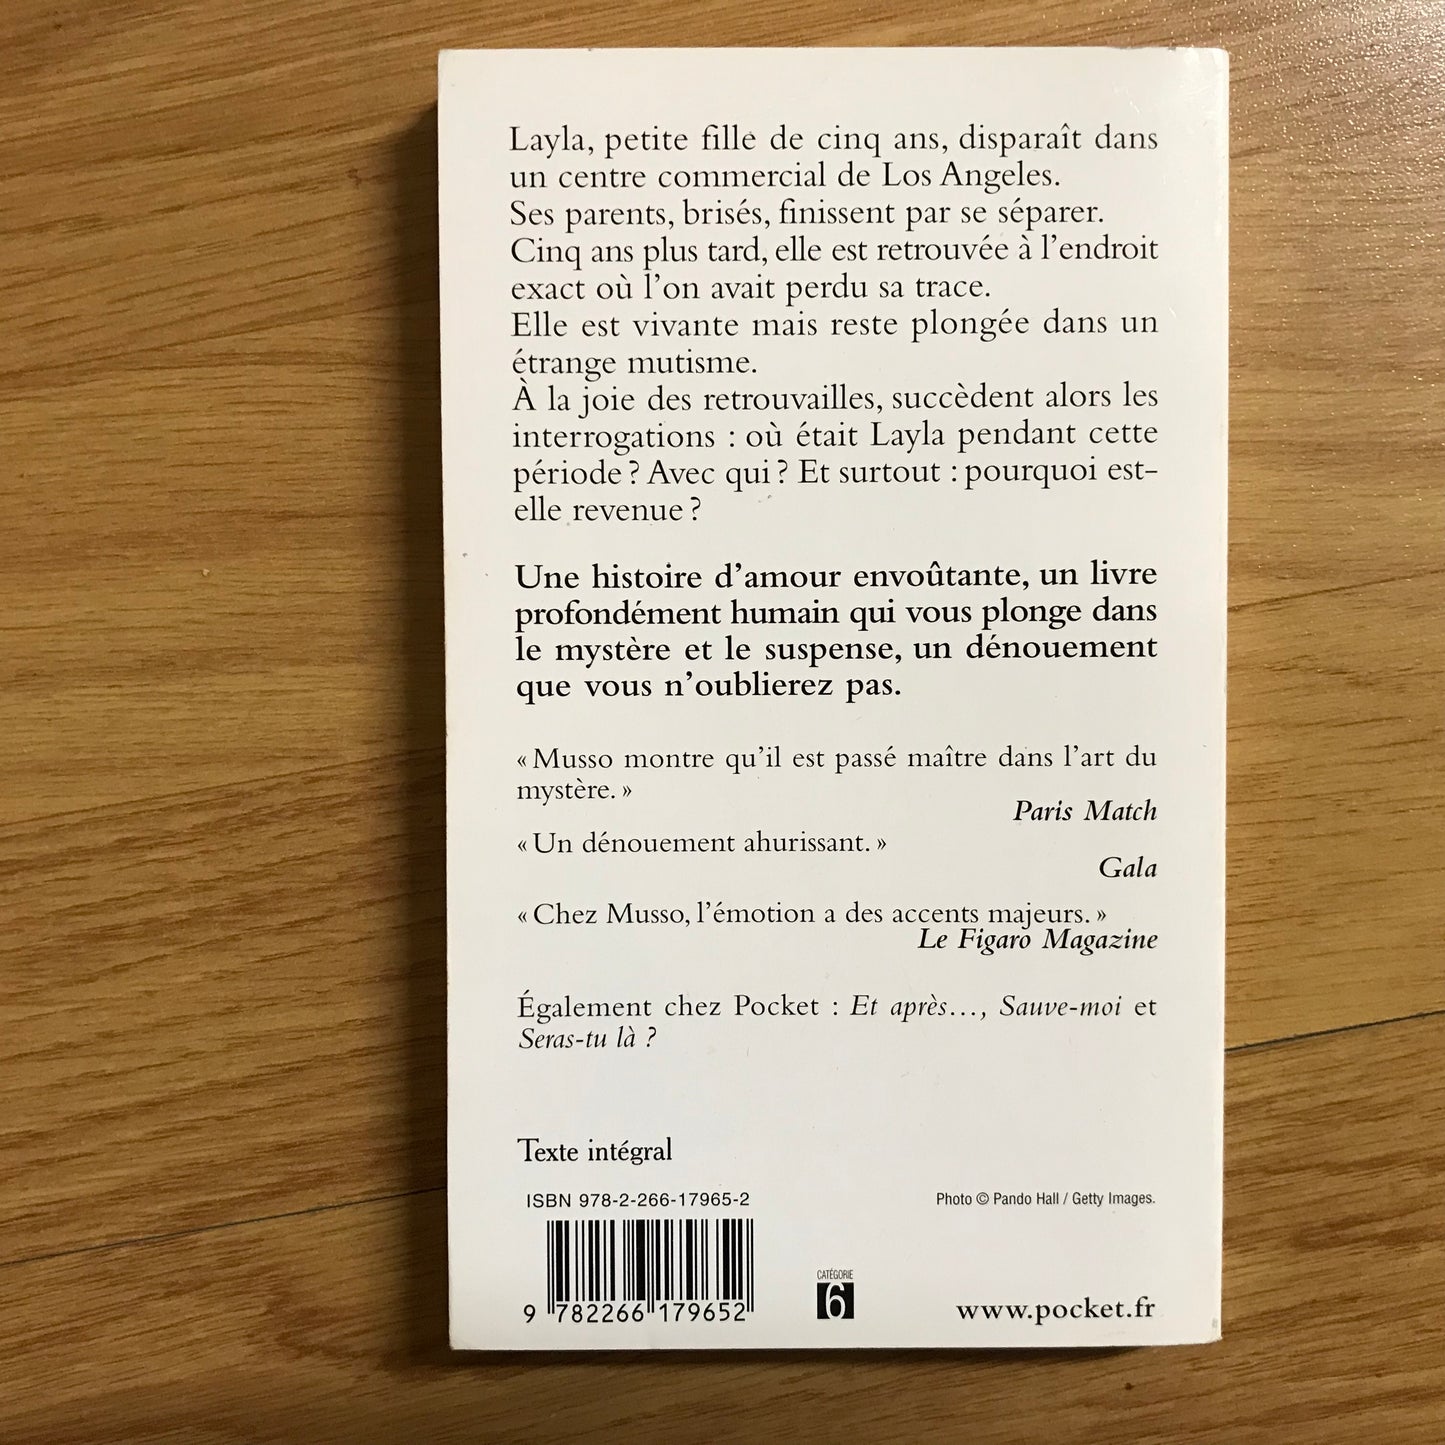 Layla, petite fille de cinq ans, disparaît dans
un centre commercial de Los Angeles.
Ses parents, brisés, finissent par se séparer.
Cinq ans plus tard, elle est retrouvée à l'endroit
exact où l'on avait perdu sa trace.
Elle est vivante mais reste plongée dans un
étrange mutisme.
À la joie des retrouvailles, succèdent alors les
interrogations : où était Layla pendant cette
période ? Avec qui ? Et surtout : pourquoi est-
elle revenue ?
Une histoire d'amour envoûtante, un livre
profondément humain qui vous plonge dans
le mystère et le suspense, un dénouement
que vous n'oublierez pas.
« Musso montre qu'il est passé maître dans l'art du
mystère. »
Paris Match
« Un dénouement ahurissant. »
Gala
« Chez Musso, l'émotion a des accents majeurs. »
Le Figaro Magazine
Également chez Pocket : Et après…, Sauve-moi et
Seras-tu là ?
Texte intégral
ISBN 978-2-266-17965-2
Photo © Pando Hall / Getty Images.
9 782266 179652
CATÉGORIE
6
www.pocket.fr